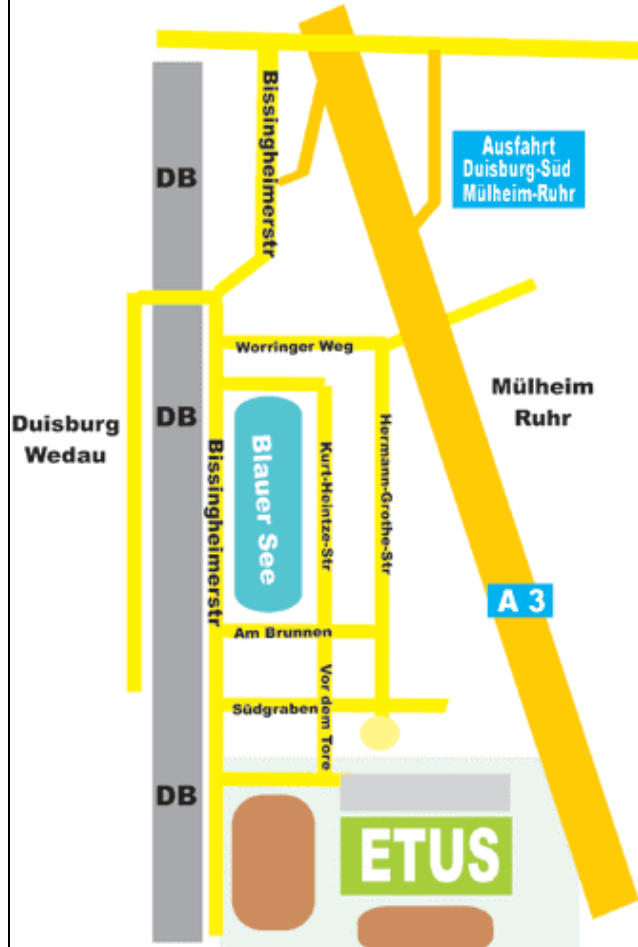 Bissingheimerstr
DB
Ausfahrt
Duisburg-Süd
Mülheim-Ruhr
Worringer Weg
Mülheim
Ruhr
Duisburg
Wedau
DB
Bissingheimerstr
Blauer See
Kurt-Heintze-Str
Hermann-Grothe-Str
A 3
Am Brunnen
Vor dem Tore
Südgraben
DB
ETUS